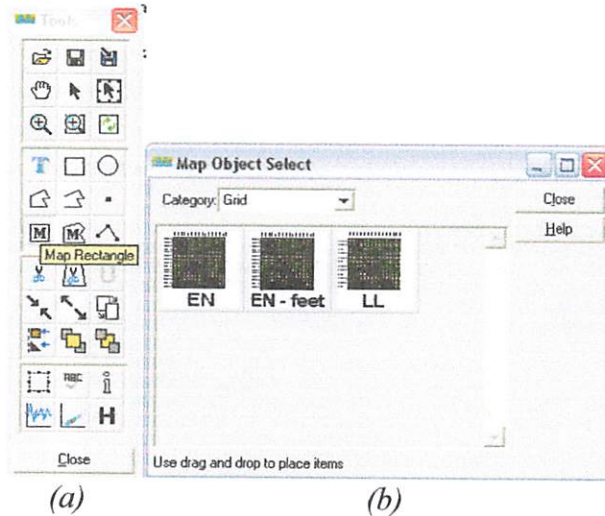 Tools
T
M
M
Map Rectangle
ABC
i
H
Close
(a)
Map Object Select
Category: Grid
Close
Help
EN
EN - feet
LL
Use drag and drop to place items
(b)